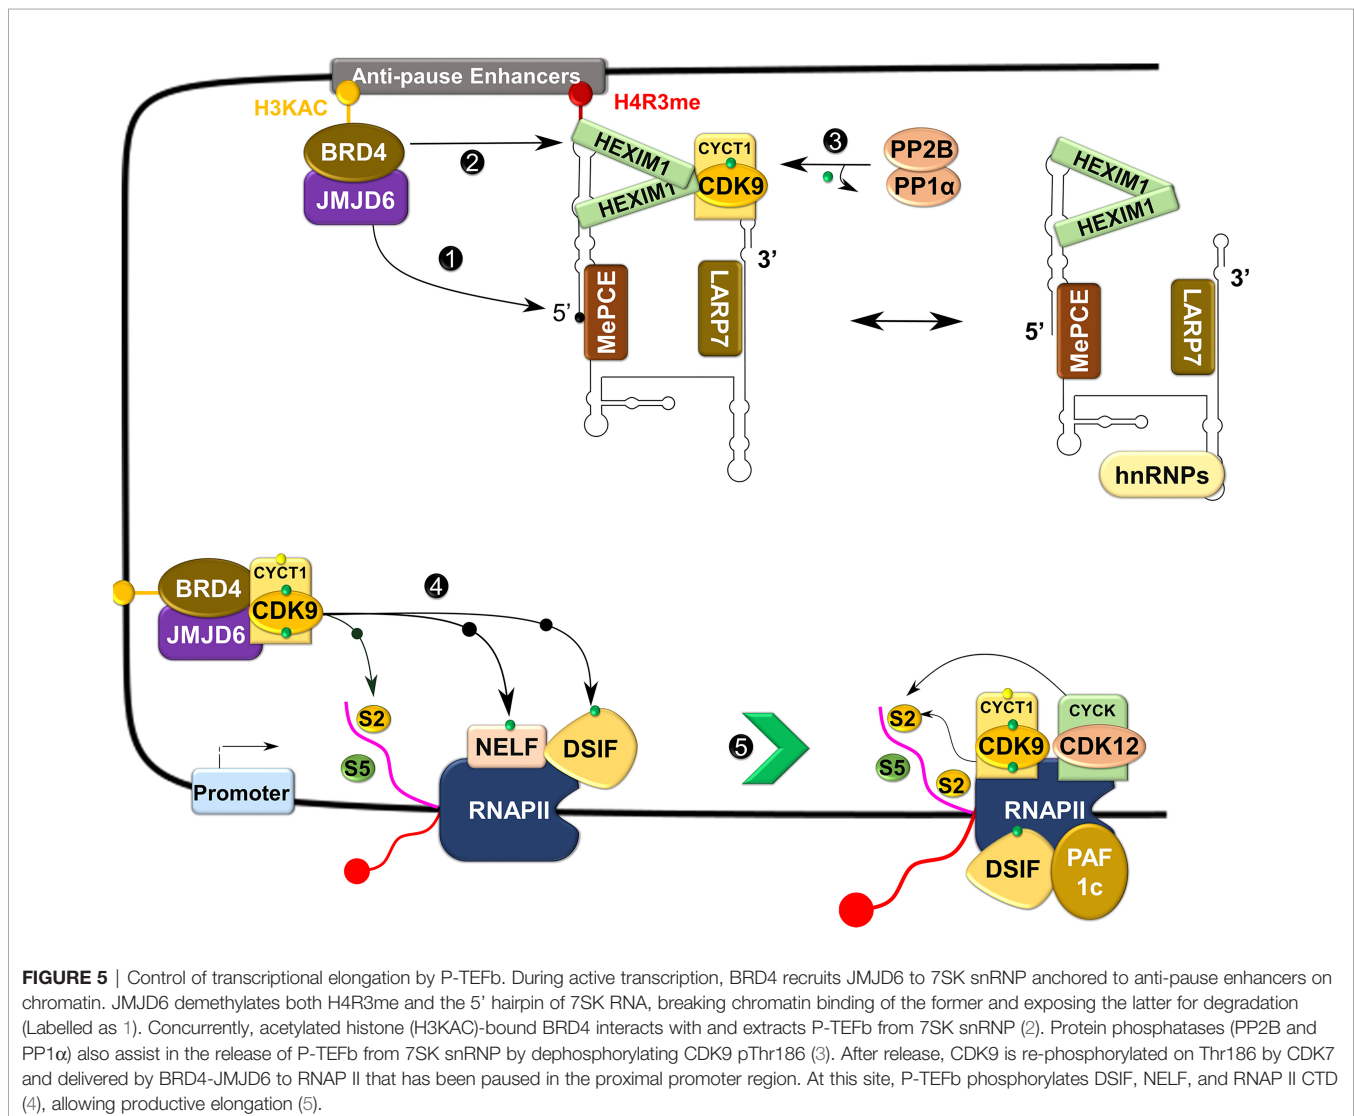 Anti-pause Enhancers
H3KAC
H4R3me
BRD4
JMJD6
2
1
HEXIM1
HEXIM1
CYCT1
CDK9
3
PP2B
PP1α
5’
MePCE
LARP7
3’
HEXIM1
HEXIM1
5’
MePCE
LARP7
3’
hnRNPs
BRD4
JMJD6
CYCT1
CDK9
4
S2
S5
NELF
DSIF
RNAPII
Promoter
5
S2
S5
S2
CYCT1
CDK9
CYCK
CDK12
RNAPII
DSIF
PAF
1c
FIGURE 5 | Control of transcriptional elongation by P-TEFb. During active transcription, BRD4 recruits JMJD6 to 7SK snRNP anchored to anti-pause enhancers on
chromatin. JMJD6 demethylates both H4R3me and the 5’ hairpin of 7SK RNA, breaking chromatin binding of the former and exposing the latter for degradation
(Labelled as 1). Concurrently, acetylated histone (H3KAC)-bound BRD4 interacts with and extracts P-TEFb from 7SK snRNP (2). Protein phosphatases (PP2B and
PP1α) also assist in the release of P-TEFb from 7SK snRNP by dephosphorylating CDK9 pThr186 (3). After release, CDK9 is re-phosphorylated on Thr186 by CDK7
and delivered by BRD4-JMJD6 to RNAP II that has been paused in the proximal promoter region. At this site, P-TEFb phosphorylates DSIF, NELF, and RNAP II CTD
(4), allowing productive elongation (5).